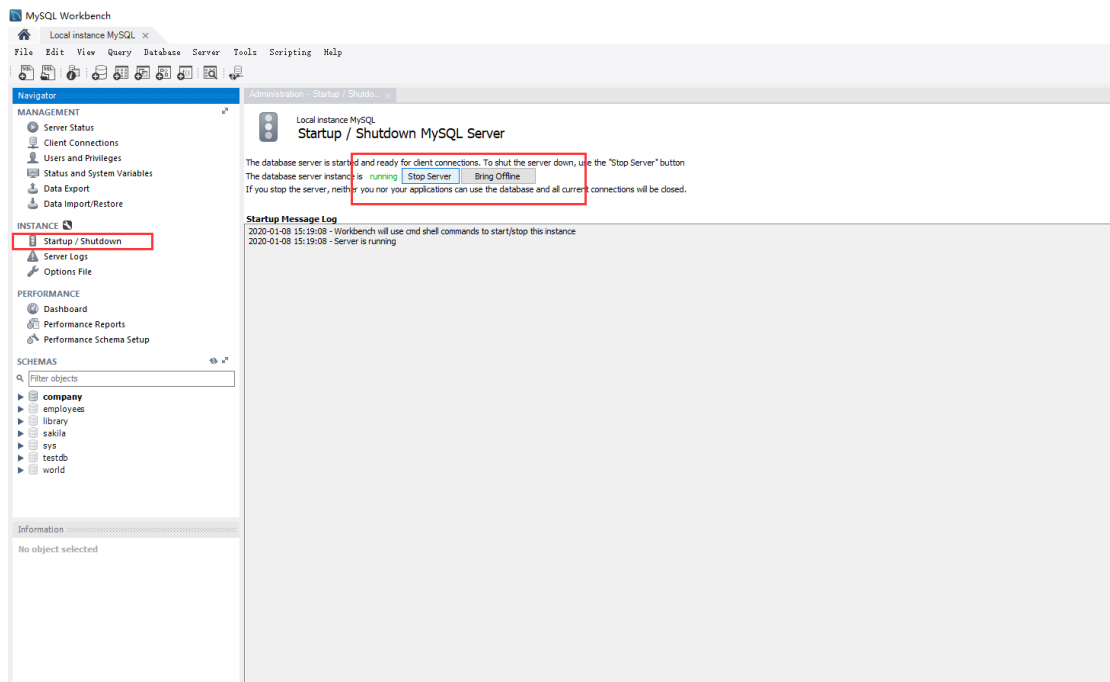 MySQL Workbench
Local instance MySQL ×
File Edit View Query Database Server Tools Scripting Help
Navigator
Administration - Startup / Shutdo... ×
MANAGEMENT
Server Status
Client Connections
Users and Privileges
Status and System Variables
Data Export
Data Import/Restore
INSTANCE
Startup / Shutdown
Server Logs
Options File
PERFORMANCE
Dashboard
Performance Reports
Performance Schema Setup
SCHEMAS
Filter objects
company
employees
library
sakila
sys
testdb
world
Information
No object selected
Local instance MySQL
Startup / Shutdown MySQL Server
The database server is started and ready for client connections. To shut the server down, use the "Stop Server" button
The database server instance is running Stop Server Bring Offline
If you stop the server, neither you nor your applications can use the database and all current connections will be closed.
Startup Message Log
2020-01-08 15:19:08 - Workbench will use cmd shell commands to start/stop this instance
2020-01-08 15:19:08 - Server is running